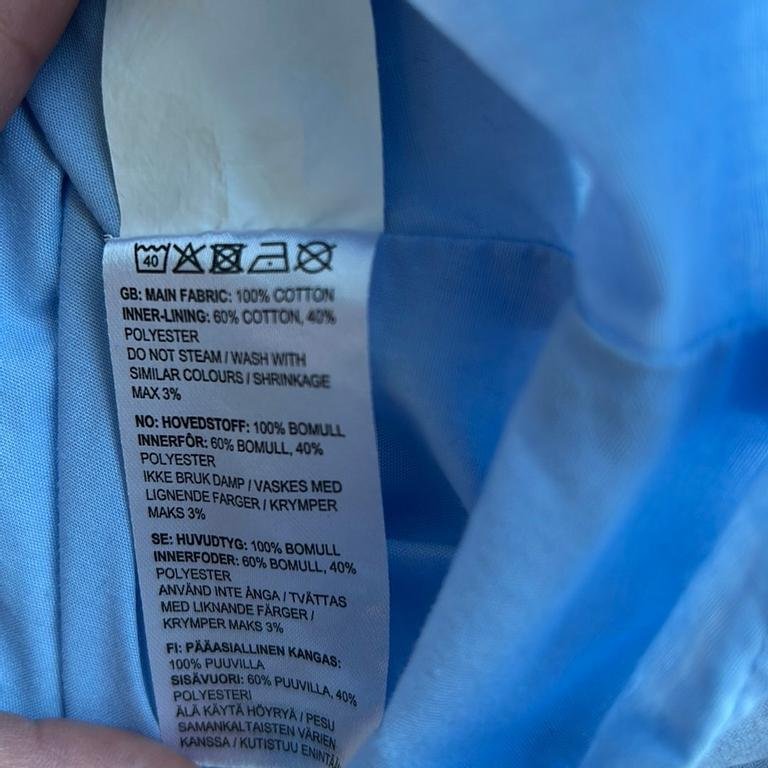 40
GB: MAIN FABRIC: 100% COTTON
INNER-LINING: 60% COTTON, 40%
POLYESTER
DO NOT STEAM / WASH WITH
SIMILAR COLOURS / SHRINKAGE
MAX 3%
NO: HOVEDSTOFF: 100% BOMULL
INNERFÔR: 60% BOMULL, 40%
POLYESTER
IKKE BRUK DAMP / VASKES MED
LIGNENDE FARGER / KRYMPER
MAKS 3%
SE: HUVUDTYG: 100% BOMULL
INNERFODER: 60% BOMULL, 40%
POLYESTER
ANVÄND INTE ÅNGA / TVÄTTAS
MED LIKNANDE FÄRGER /
KRYMPER MAKS 3%
FI: PÄÄASIALLINEN KANGAS:
100% PUUVILLA
SISÄVUORI: 60% PUUVILLA, 40%
POLYESTERI
ÄLÄ KÄYTÄ HÖYRYÄ / PESU
SAMANKALTAISTEN VÄRIEN
KANSSA / KUTISTUU ENINTÄ